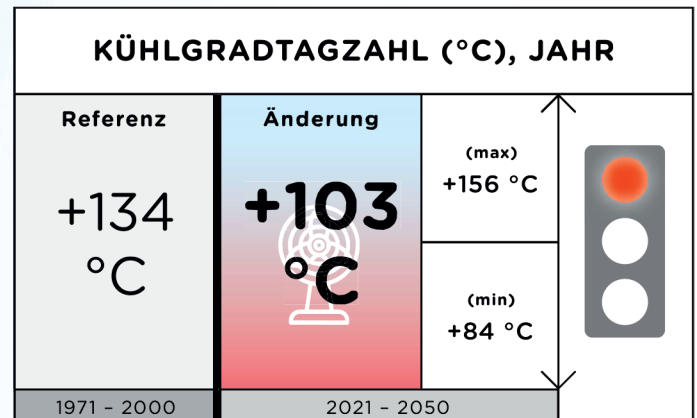 KÜHLGRADTAGZAHL (°C), JAHR
Referenz
+134
°C
Änderung
+103
°C
(max)
+156 °C
(min)
+84 °C
1971 – 2000
2021 – 2050